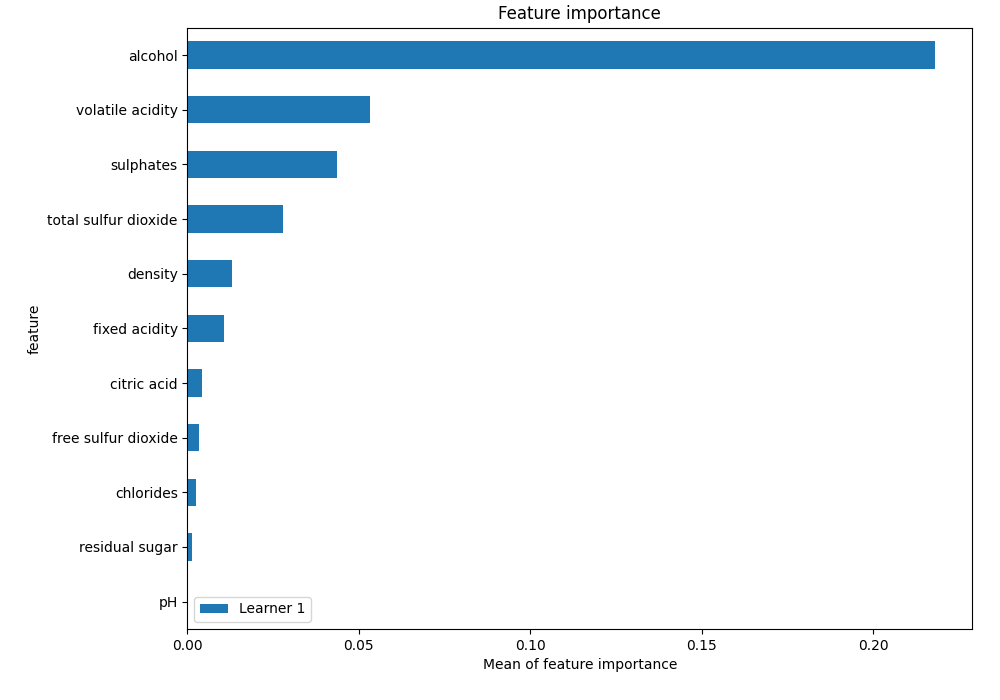 Feature importance
alcohol
volatile acidity
sulphates
total sulfur dioxide
density
fixed acidity
citric acid
free sulfur dioxide
chlorides
residual sugar
pH
feature
Learner 1
0.00 0.05 0.10 0.15 0.20
Mean of feature importance